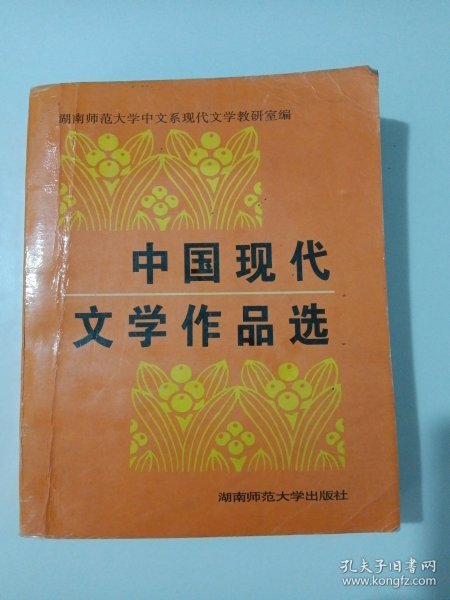 湖南师范大学中文系现代文学教研室编
中国现代
文学作品选
湖南师范大学出版社
孔夫子旧书网
www.kongfz.com